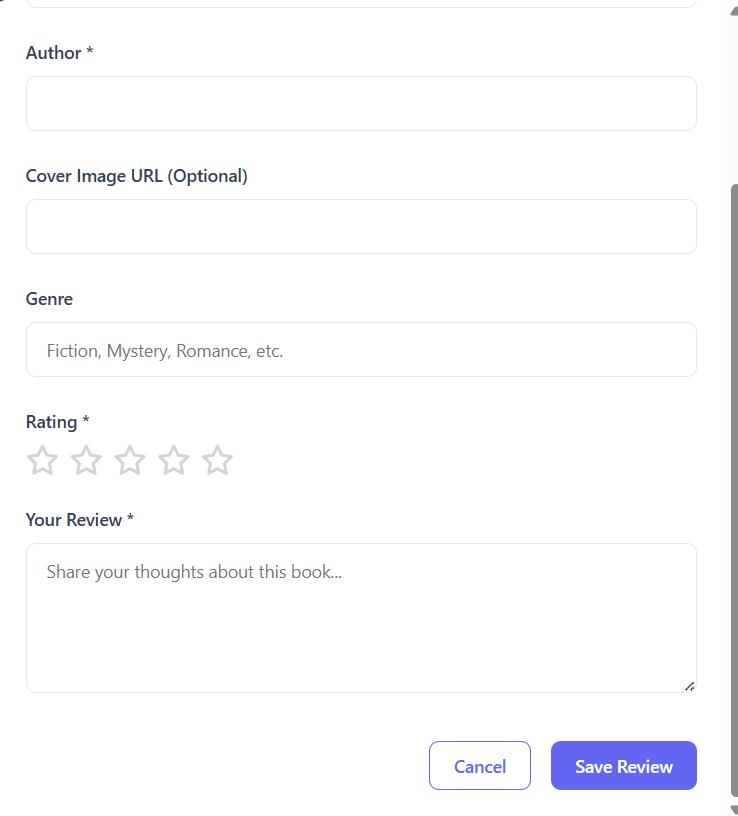 Author *
Cover Image URL (Optional)
Genre
Fiction, Mystery, Romance, etc.
Rating *
Your Review *
Share your thoughts about this book...
Cancel
Save Review